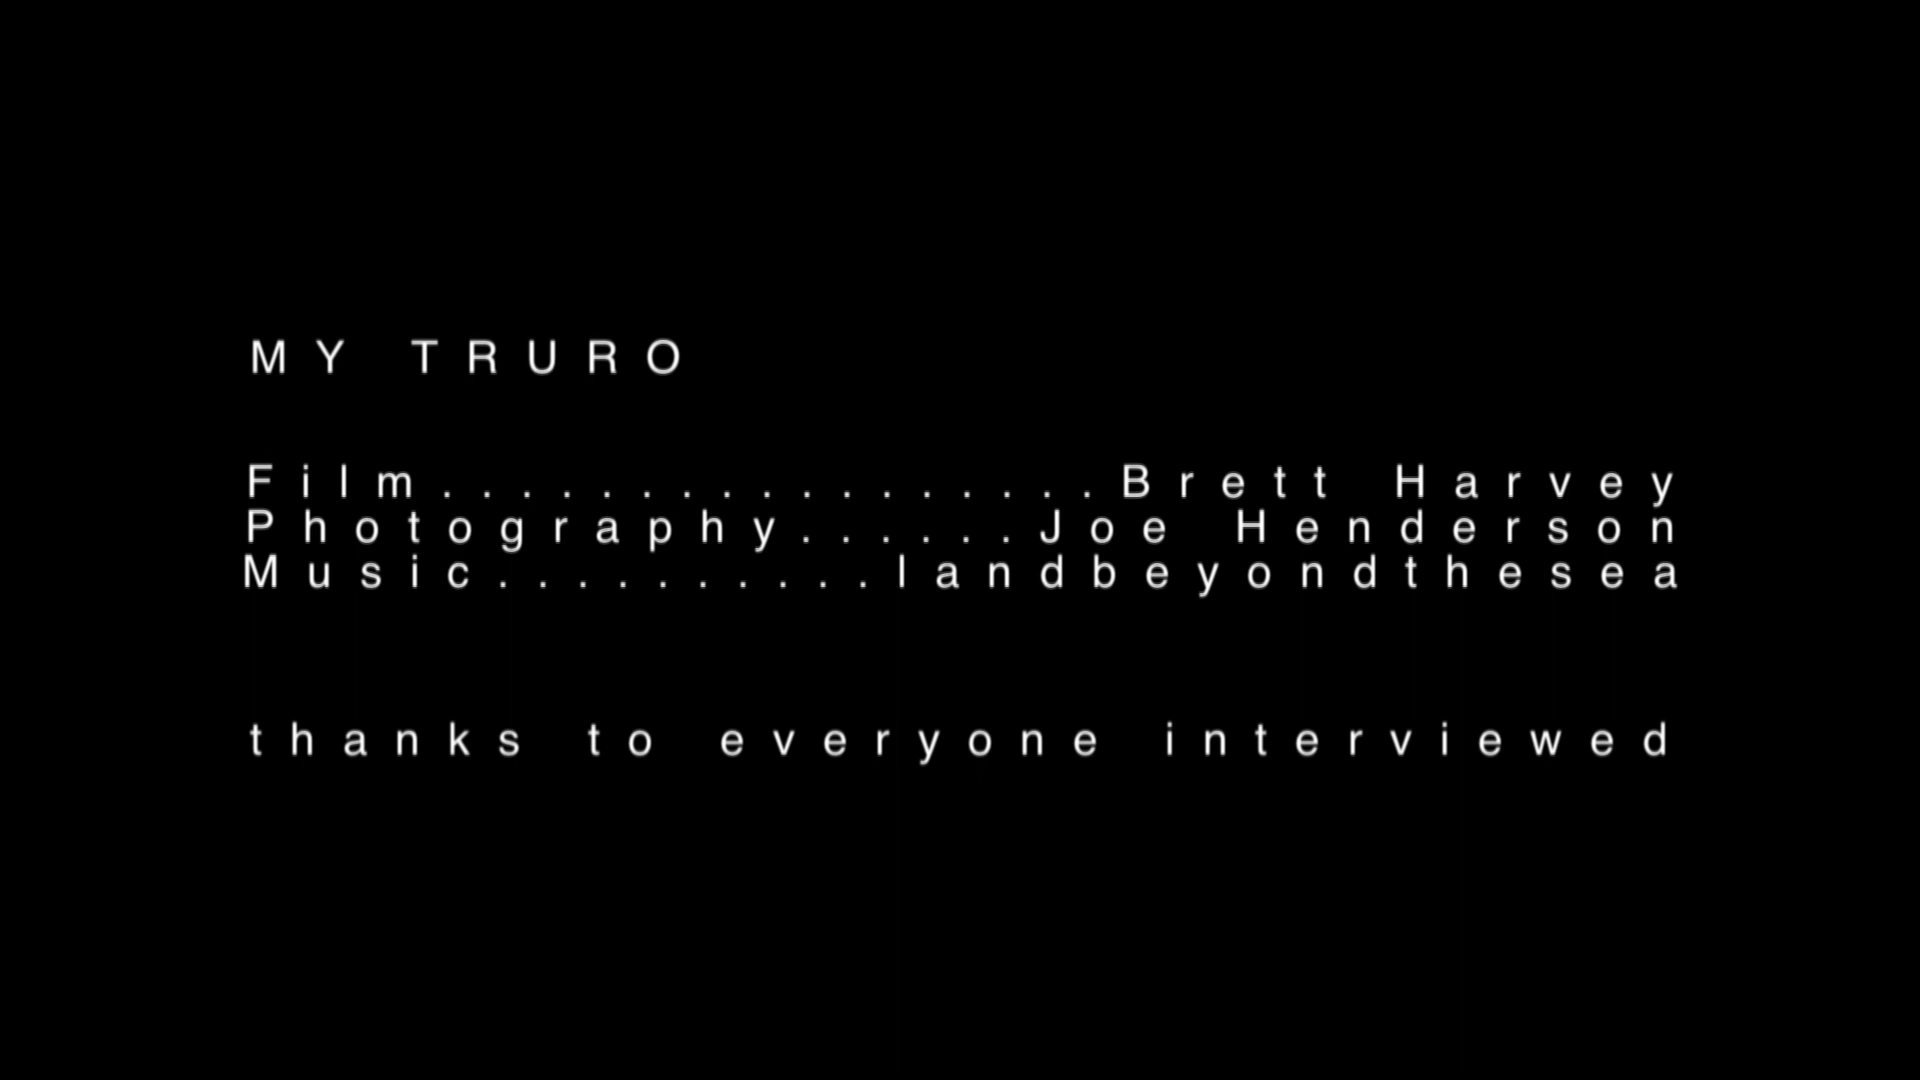 MY TRURO
Film.................Brett Harvey
Photography......Joe Henderson
Music..........landbeyondthesea
thanks to everyone interviewed